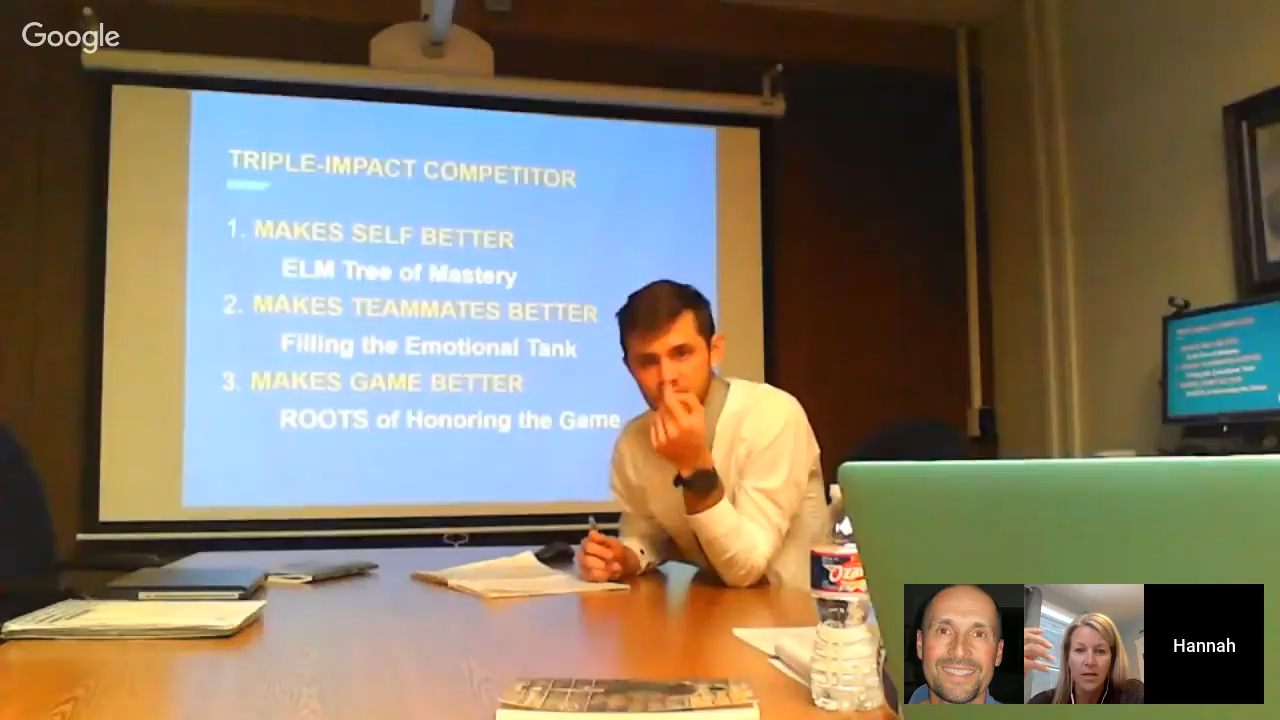 Google
TRIPLE-IMPACT COMPETITOR
1. MAKES SELF BETTER
ELM Tree of Mastery
2. MAKES TEAMMATES BETTER
Filling the Emotional Tank
3. MAKES GAME BETTER
ROOTS of Honoring the Game
Oza
Hannah